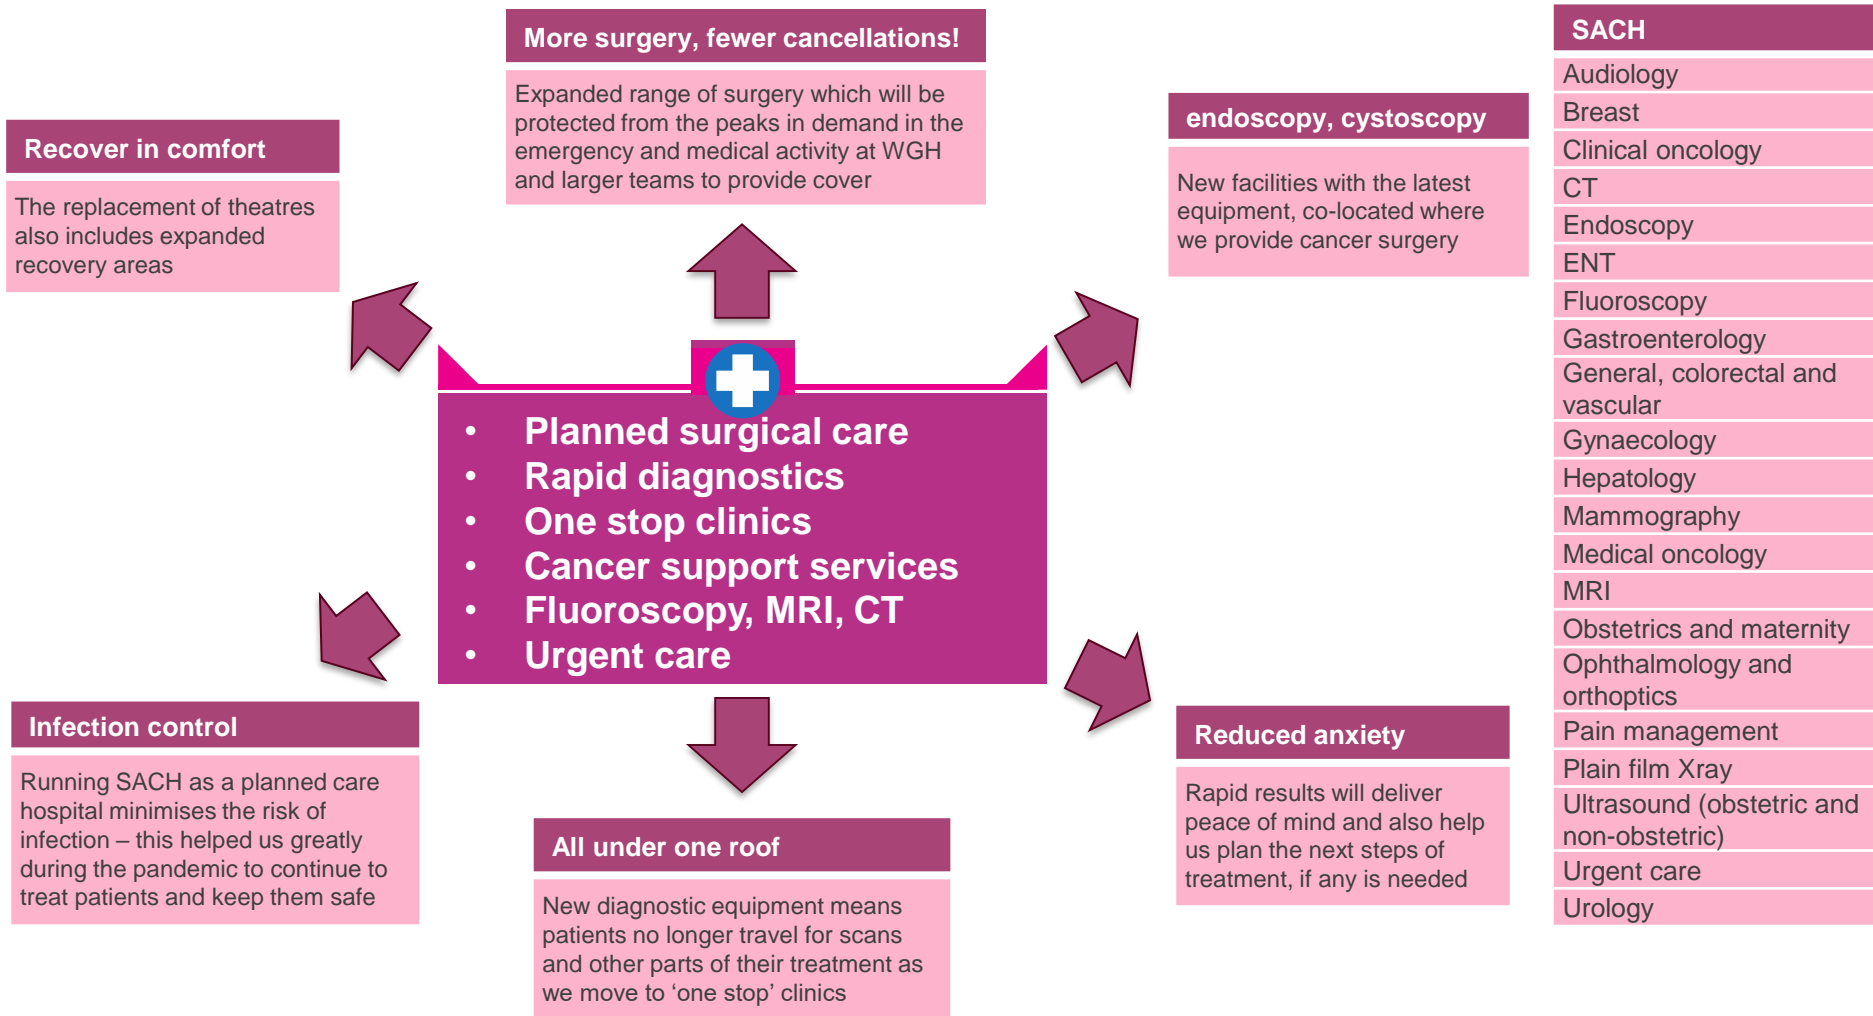 More surgery, fewer cancellations!
Expanded range of surgery which will be
protected from the peaks in demand in the
emergency and medical activity at WGH
and larger teams to provide cover
Recover in comfort
The replacement of theatres
also includes expanded
recovery areas
endoscopy, cystoscopy
New facilities with the latest
equipment, co-located where
we provide cancer surgery
• Planned surgical care
• Rapid diagnostics
• One stop clinics
• Cancer support services
• Fluoroscopy, MRI, CT
• Urgent care
Infection control
Running SACH as a planned care
hospital minimises the risk of
infection – this helped us greatly
during the pandemic to continue to
treat patients and keep them safe
All under one roof
New diagnostic equipment means
patients no longer travel for scans
and other parts of their treatment as
we move to ‘one stop’ clinics
Reduced anxiety
Rapid results will deliver
peace of mind and also help
us plan the next steps of
treatment, if any is needed
SACH
Audiology
Breast
Clinical oncology
CT
Endoscopy
ENT
Fluoroscopy
Gastroenterology
General, colorectal and
vascular
Gynaecology
Hepatology
Mammography
Medical oncology
MRI
Obstetrics and maternity
Ophthalmology and
orthoptics
Pain management
Plain film Xray
Ultrasound (obstetric and
non-obstetric)
Urgent care
Urology